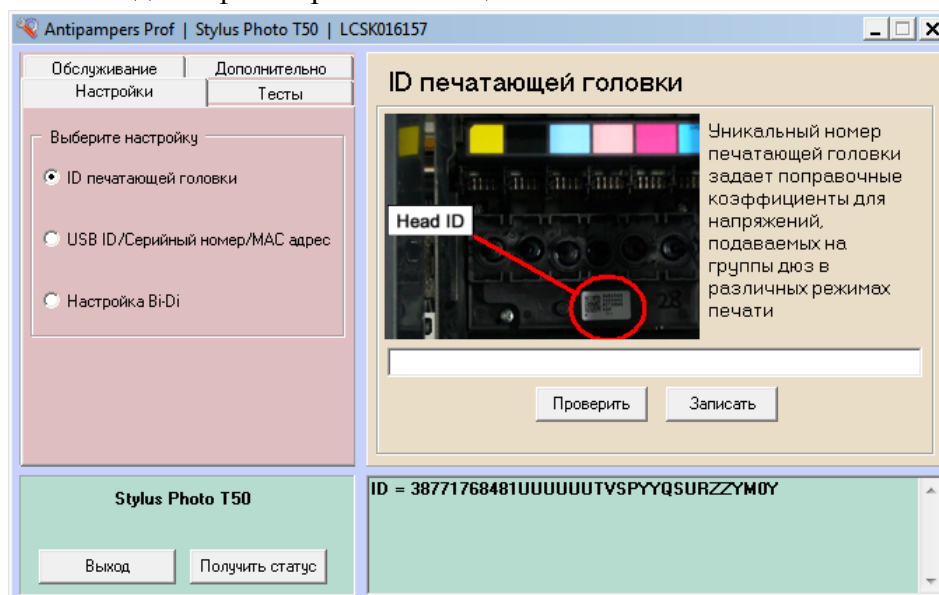 Antipampers Prof | Stylus Photo T50 | LCSK016157
Обслуживание
Дополнительно
Настройки
Тесты
Выберите настройку
ID печатающей головки
USB ID/Серийный номер/MAC адрес
Настройка Bi-Di
ID печатающей головки
Head ID
Уникальный номер
печатающей головки
задает поправочные
коэффициенты для
напряжений,
подаваемых на
группы дюз в
различных режимах
печати
Проверить
Записать
Stylus Photo T50
Выход
Получить статус
ID = 38771768481UUUUUUTVSPYYQSURZZYM0Y